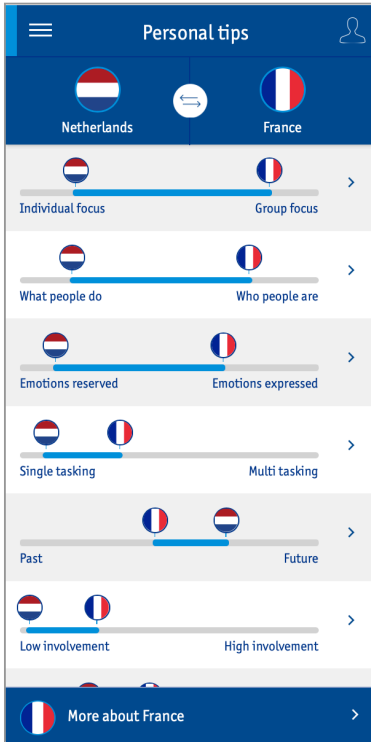 Personal tips
Netherlands France
Individual focus Group focus
What people do Who people are
Emotions reserved Emotions expressed
Single tasking Multi tasking
Past Future
Low involvement High involvement
More about France